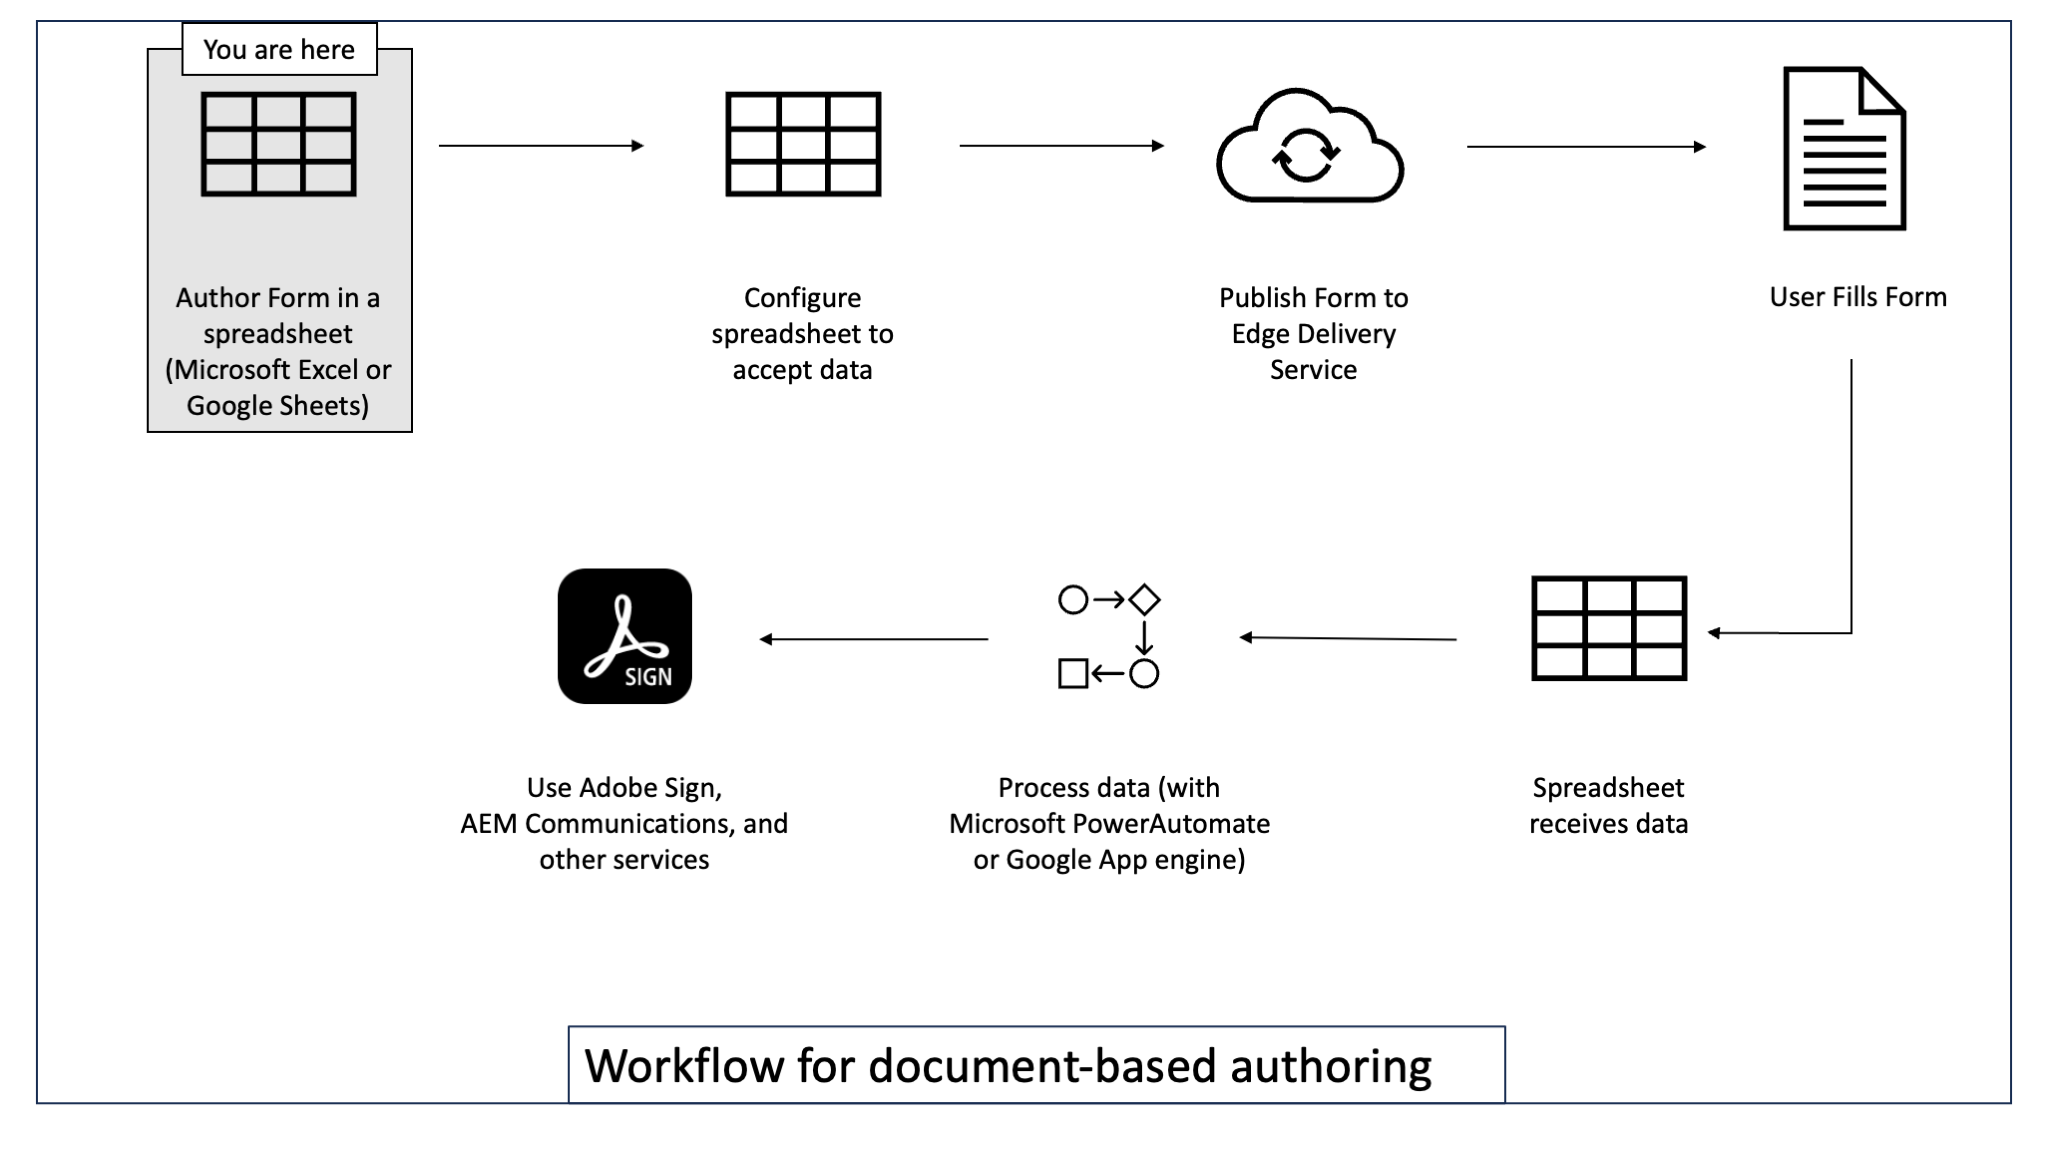 You are here
Author Form in a
spreadsheet
(Microsoft Excel or
Google Sheets)
Configure
spreadsheet to
accept data
Publish Form to
Edge Delivery
Service
User Fills Form
SIGN
Use Adobe Sign,
AEM Communications, and
other services
Process data (with
Microsoft PowerAutomate
or Google App engine)
Spreadsheet
receives data
Workflow for document-based authoring